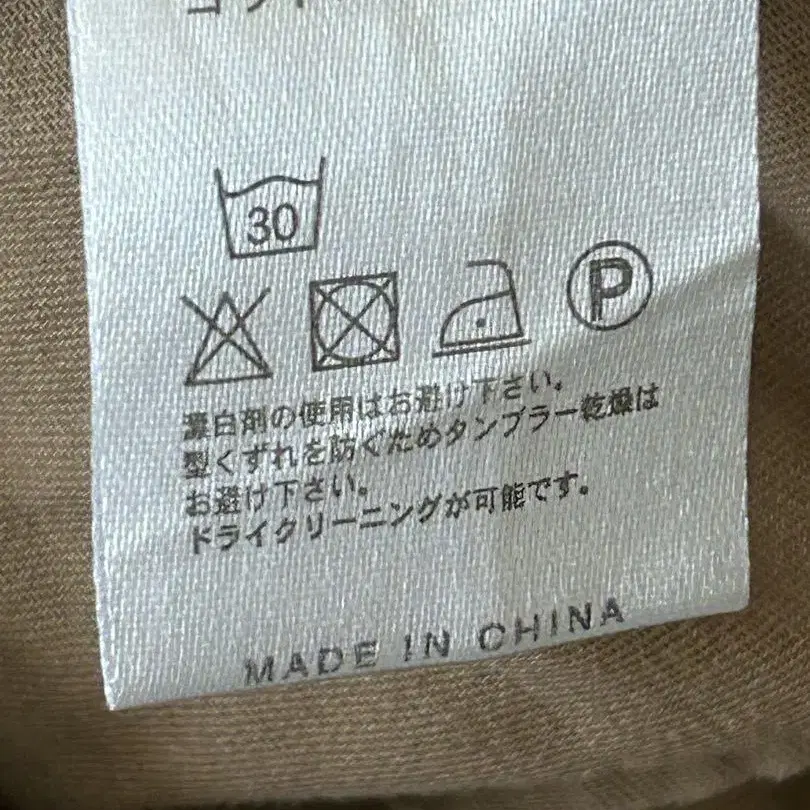 30
P
漂白剤の使用はお避け下さい。
型くずれを防ぐためタンブラー乾燥は
お避け下さい。
ドライクリーニングが可能です。
MADE IN CHINA